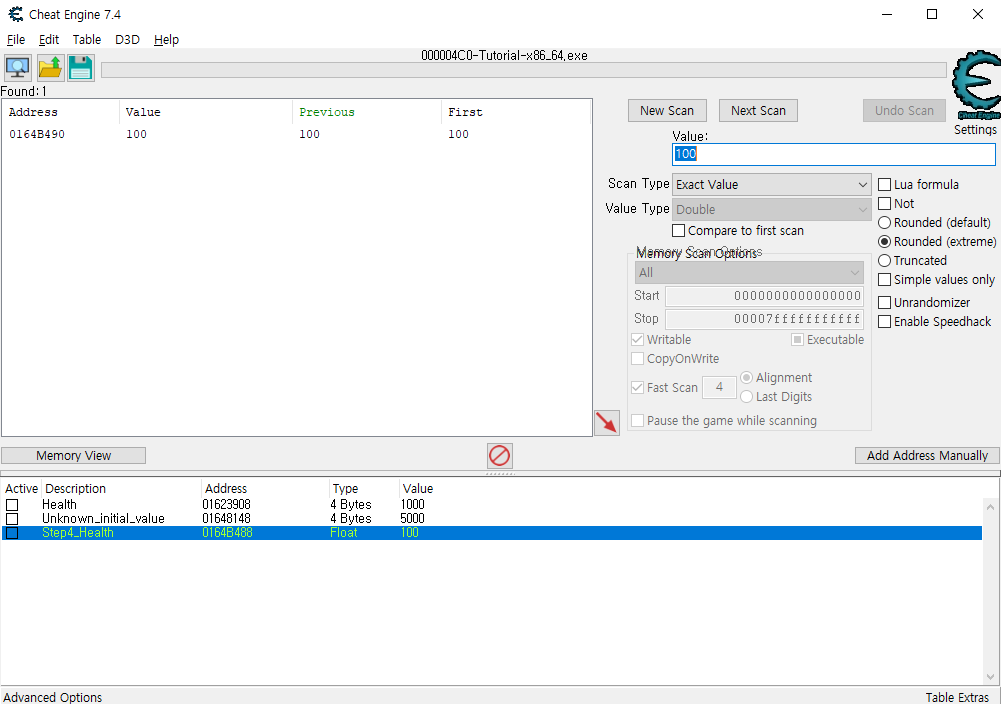 Cheat Engine 7.4
File Edit Table D3D Help
000004C0-Tutorial-x86_64.exe
Found:1
Address Value Previous First
0164B490 100 100 100
New Scan Next Scan Undo Scan
Cheat Engine
Settings
Value:
100
Scan Type Exact Value
Value Type Double
Compare to first scan
Lua formula
Not
Rounded (default)
Rounded (extreme)
Truncated
Simple values only
Unrandomizer
Enable Speedhack
Memory Scan Options
All
Start 0000000000000000
Stop 00007fffffffffff
Writable Executable
CopyOnWrite
Fast Scan 4 Alignment
Last Digits
Pause the game while scanning
Memory View Add Address Manually
Active Description Address Type Value
Health 01623908 4 Bytes 1000
Unknown_initial_value 01648148 4 Bytes 5000
Step4_Health 0164B488 Float 100
Advanced Options Table Extras